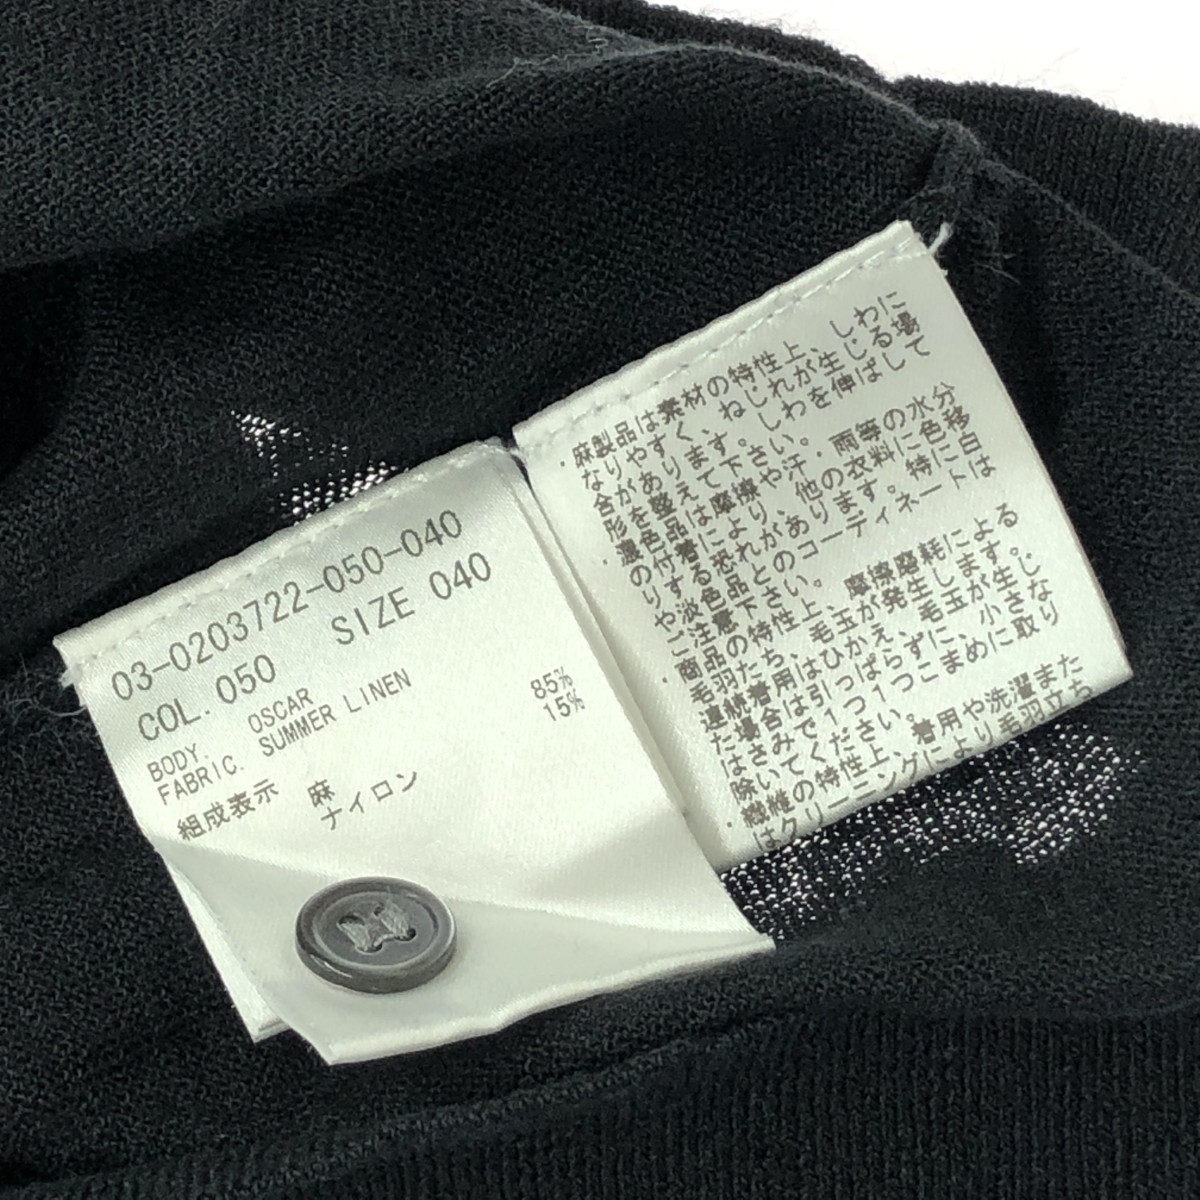 03-0203722-050-040
COL. 050 SIZE 040
BODY. OSCAR
FABRIC. SUMMER LINEN
組成表示 麻 85%
ナイロン 15%
・麻製品は素材の特性上、しわに
なりやすく、ねじれが生じる場
合があります。しわを伸ばして
形を整えて下さい。
・濃色品は摩擦や汗・雨等の水分
の付着により、他の衣料に色移
りする恐れがあります。特に白
や淡色品とのコーディネートは
ご注意下さい。
・商品の特性上、摩擦磨耗による
毛羽たち、毛玉が発生します。
連続着用はひかえ、毛玉が生じ
た場合は引っぱらずに、小さな
はさみで1つ1つこまめに取り
除いてください。
・繊維の特性上、着用や洗濯また
はクリーニングにより毛羽立ち